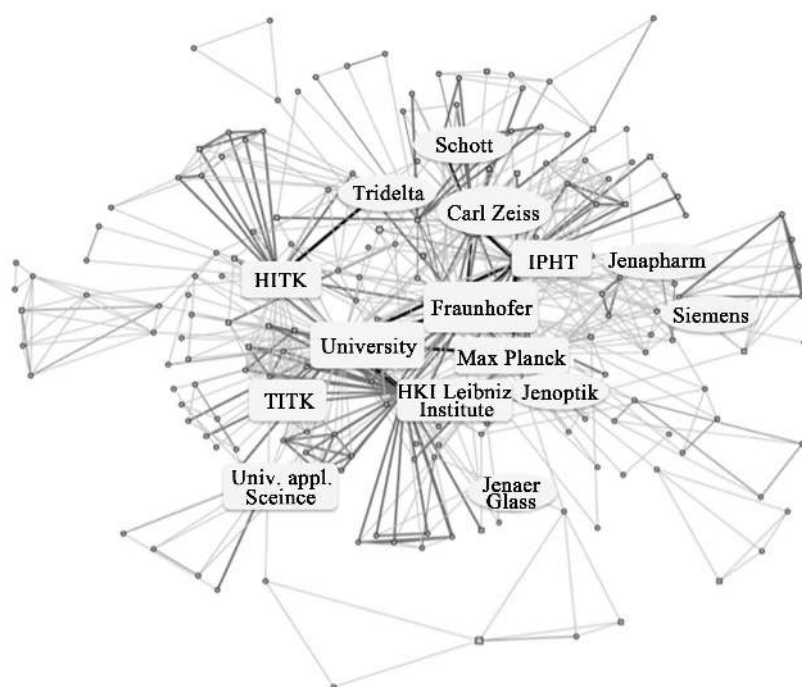 Schott
Tridelta
Carl Zeiss
IPHT
Jenapharm
HITK
Fraunhofer
Siemens
University
Max Planck
TITK
HKI Leibniz
Institute
Jenoptik
Univ. appl.
Sceince
Jenaer
Glass